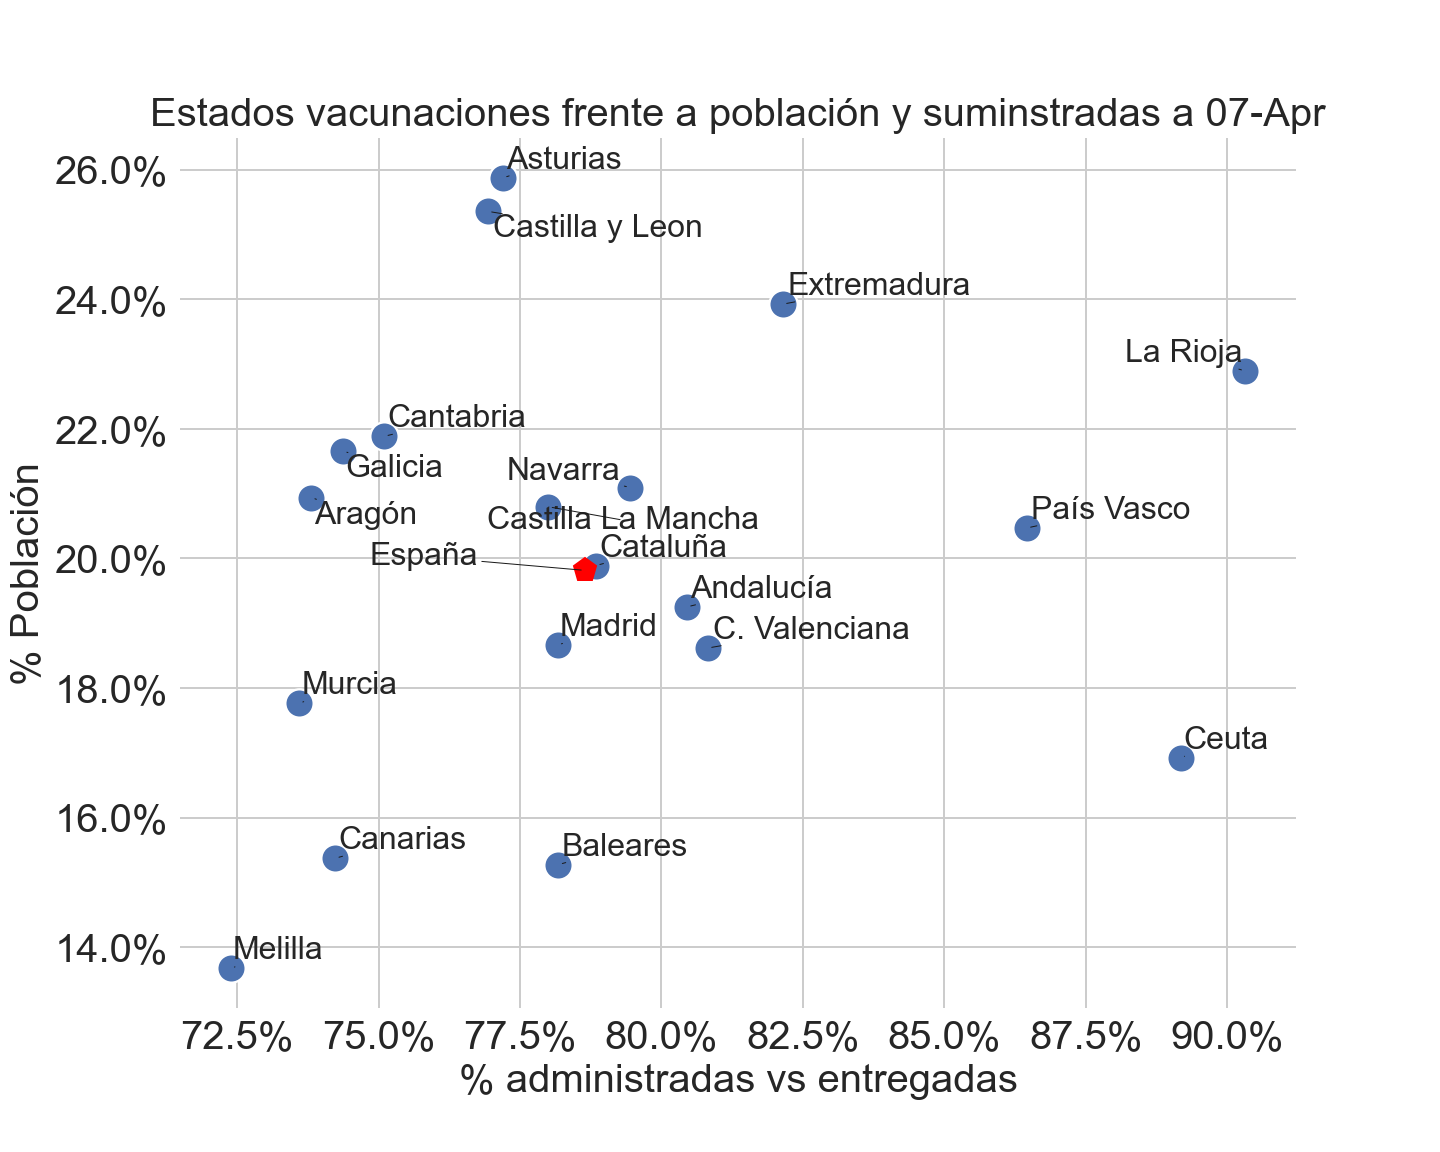 Estados vacunaciones frente a población y suminstradas a 07-Apr
26.0%
24.0%
22.0%
20.0%
18.0%
16.0%
14.0%
% Población
Asturias
Castilla y Leon
Extremadura
La Rioja
Cantabria
Galicia
Navarra
Aragón
Castilla La Mancha
País Vasco
España
Cataluña
Andalucía
Madrid
C. Valenciana
Murcia
Ceuta
Canarias
Baleares
Melilla
72.5% 75.0% 77.5% 80.0% 82.5% 85.0% 87.5% 90.0%
% administradas vs entregadas